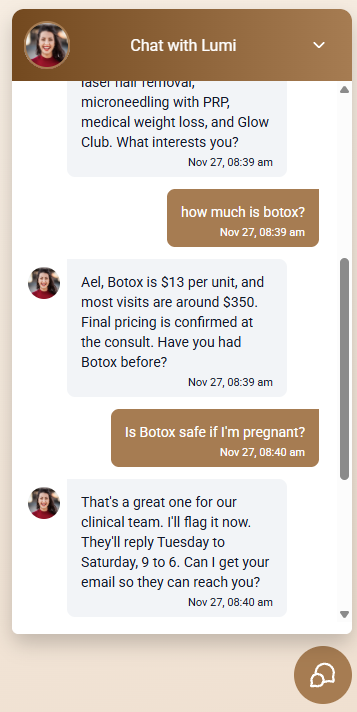 Chat with Lumi
laser hair removal,
microneedling with PRP,
medical weight loss, and Glow
Club. What interests you?
Nov 27, 08:39 am
how much is botox?
Nov 27, 08:39 am
Ael, Botox is $13 per unit, and
most visits are around $350.
Final pricing is confirmed at
the consult. Have you had
Botox before?
Nov 27, 08:39 am
Is Botox safe if I'm pregnant?
Nov 27, 08:40 am
That's a great one for our
clinical team. I'll flag it now.
They'll reply Tuesday to
Saturday, 9 to 6. Can I get your
email so they can reach you?
Nov 27, 08:40 am